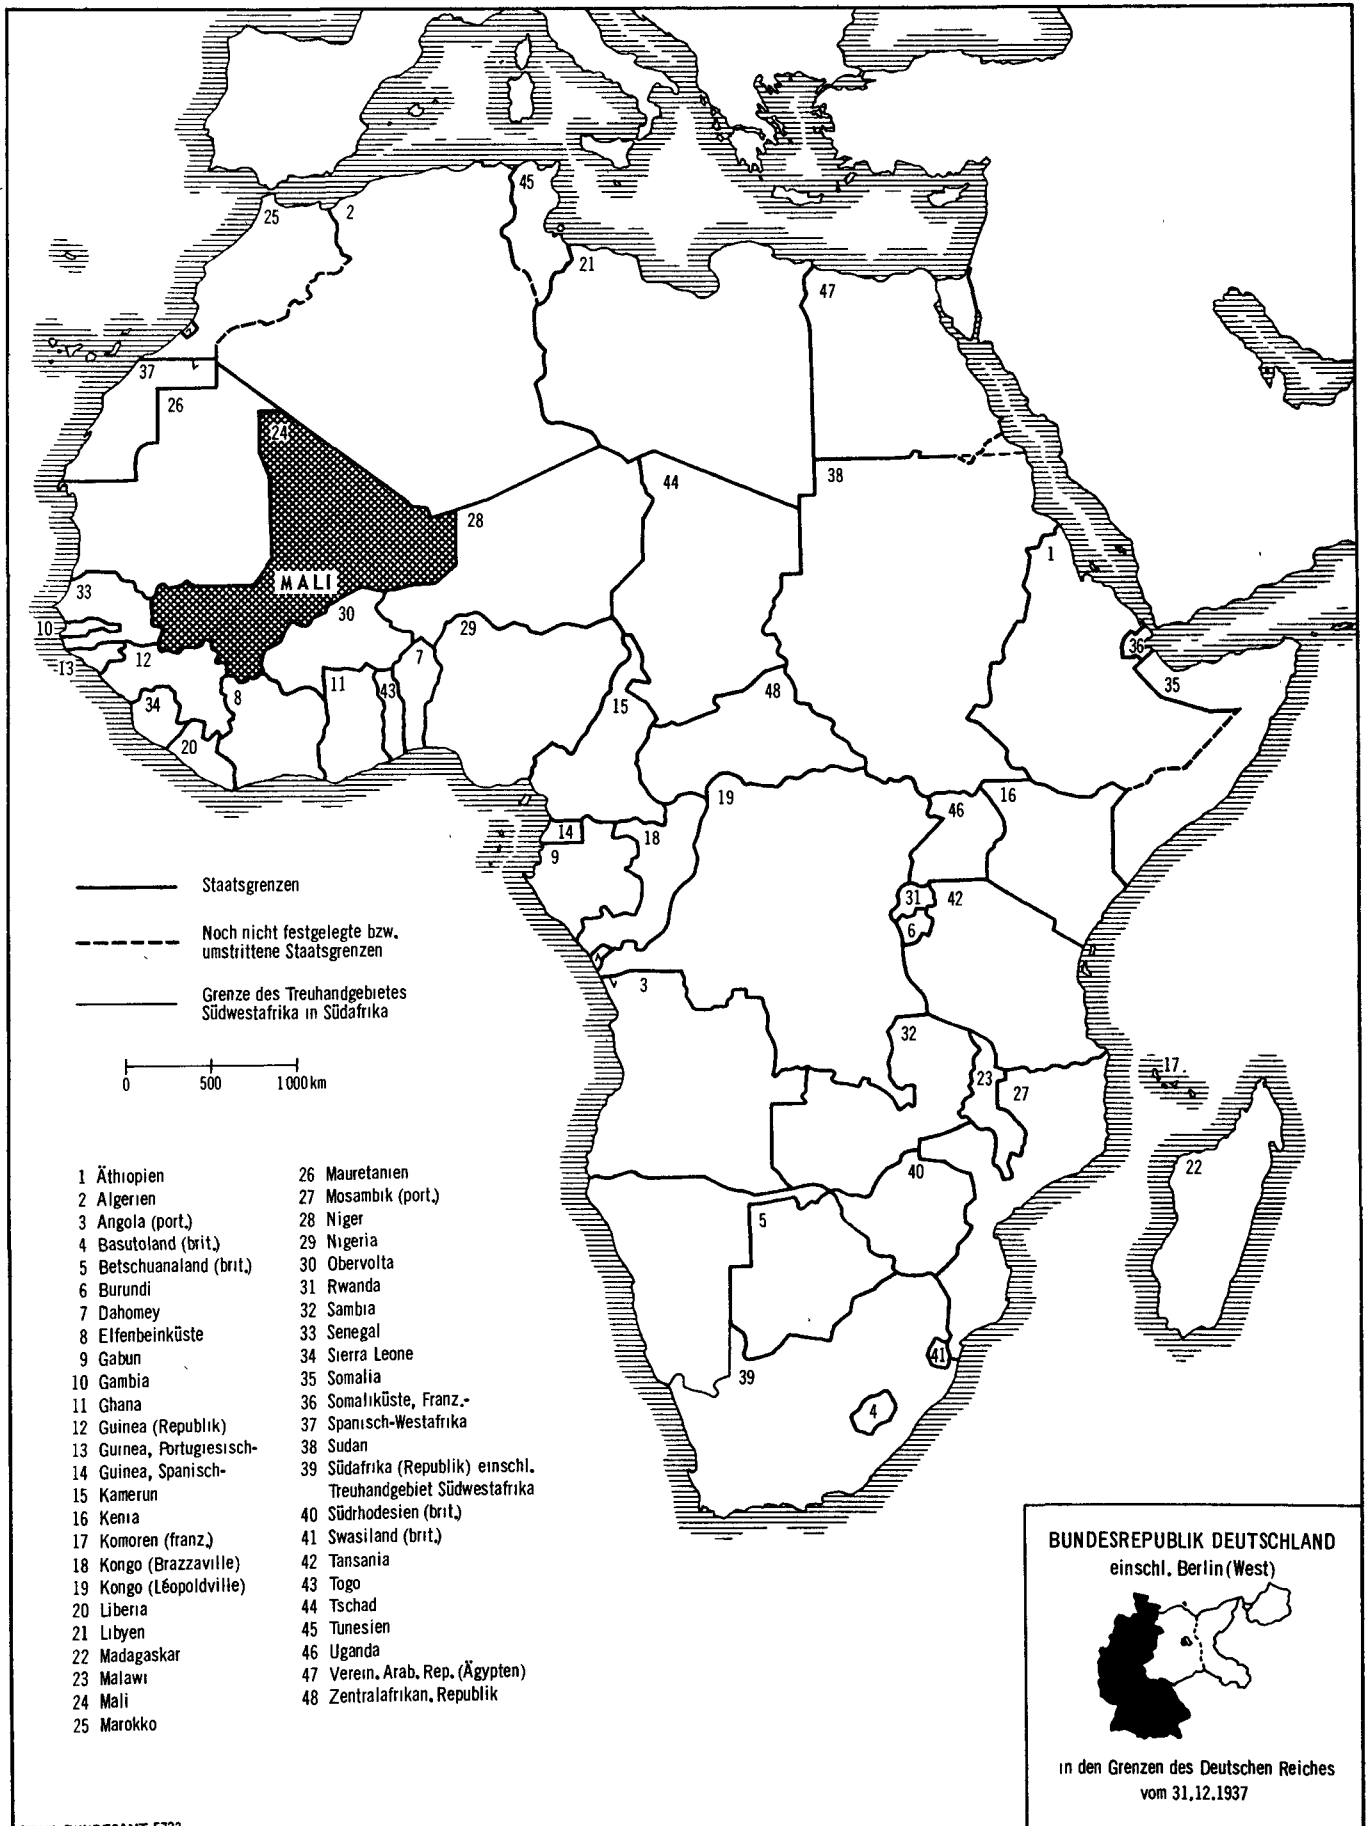 45
25
2
21
47
37
26
24
38
44
28
1
MALI
33
30
10
29
36
12
7
13
35
11
43
48
8
34
15
20
19
16
46
14
18
9
Staatsgrenzen
31
42
6
Noch nicht festgelegte bzw.
umstrittene Staatsgrenzen
3
Grenze des Treuhandgebietes
Südwestafrika in Südafrika
32
17
23
27
0 500 1000 km
22
40
5
41
39
4
1 Äthiopien
2 Algerien
3 Angola (port.)
4 Basutoland (brit.)
5 Betschuanaland (brit.)
6 Burundi
7 Dahomey
8 Elfenbeinküste
9 Gabun
10 Gambia
11 Ghana
12 Guinea (Republik)
13 Guinea, Portugiesisch-
14 Guinea, Spanisch-
15 Kamerun
16 Kenia
17 Komoren (franz.)
18 Kongo (Brazzaville)
19 Kongo (Léopoldville)
20 Liberia
21 Libyen
22 Madagaskar
23 Malawi
24 Mali
25 Marokko
26 Mauretanien
27 Mosambik (port.)
28 Niger
29 Nigeria
30 Obervolta
31 Rwanda
32 Sambia
33 Senegal
34 Sierra Leone
35 Somalia
36 Somaliküste, Franz.-
37 Spanisch-Westafrika
38 Sudan
39 Südafrika (Republik) einschl.
Treuhandgebiet Südwestafrika
40 Südrhodesien (brit.)
41 Swasiland (brit.)
42 Tansania
43 Togo
44 Tschad
45 Tunesien
46 Uganda
47 Verein. Arab. Rep. (Ägypten)
48 Zentralafrikan. Republik
BUNDESREPUBLIK DEUTSCHLAND
einschl. Berlin (West)
in den Grenzen des Deutschen Reiches
vom 31.12.1937